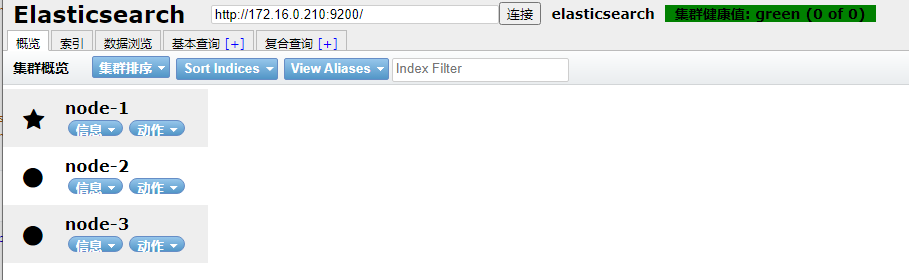 Elasticsearch http://172.16.0.210:9200/ 连接 elasticsearch 集群健康值: green (0 of 0)
概览 索引 数据浏览 基本查询 [+] 复合查询 [+]
集群概览 集群排序 Sort Indices View Aliases Index Filter
node-1
信息 动作
node-2
信息 动作
node-3
信息 动作